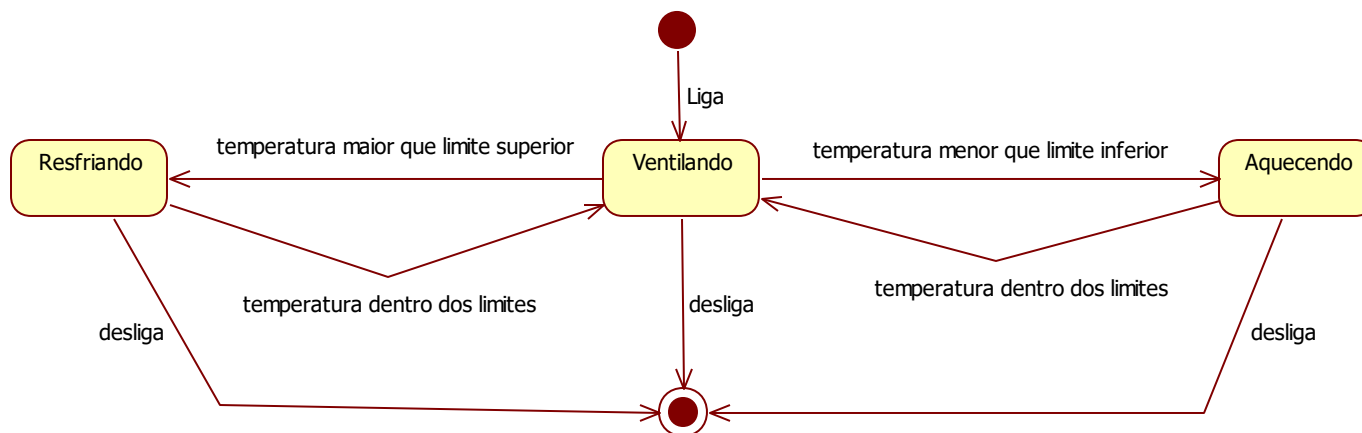 Liga
temperatura maior que limite superior
temperatura menor que limite inferior
Resfriando
Ventilando
Aquecendo
temperatura dentro dos limites
temperatura dentro dos limites
desliga
desliga
desliga